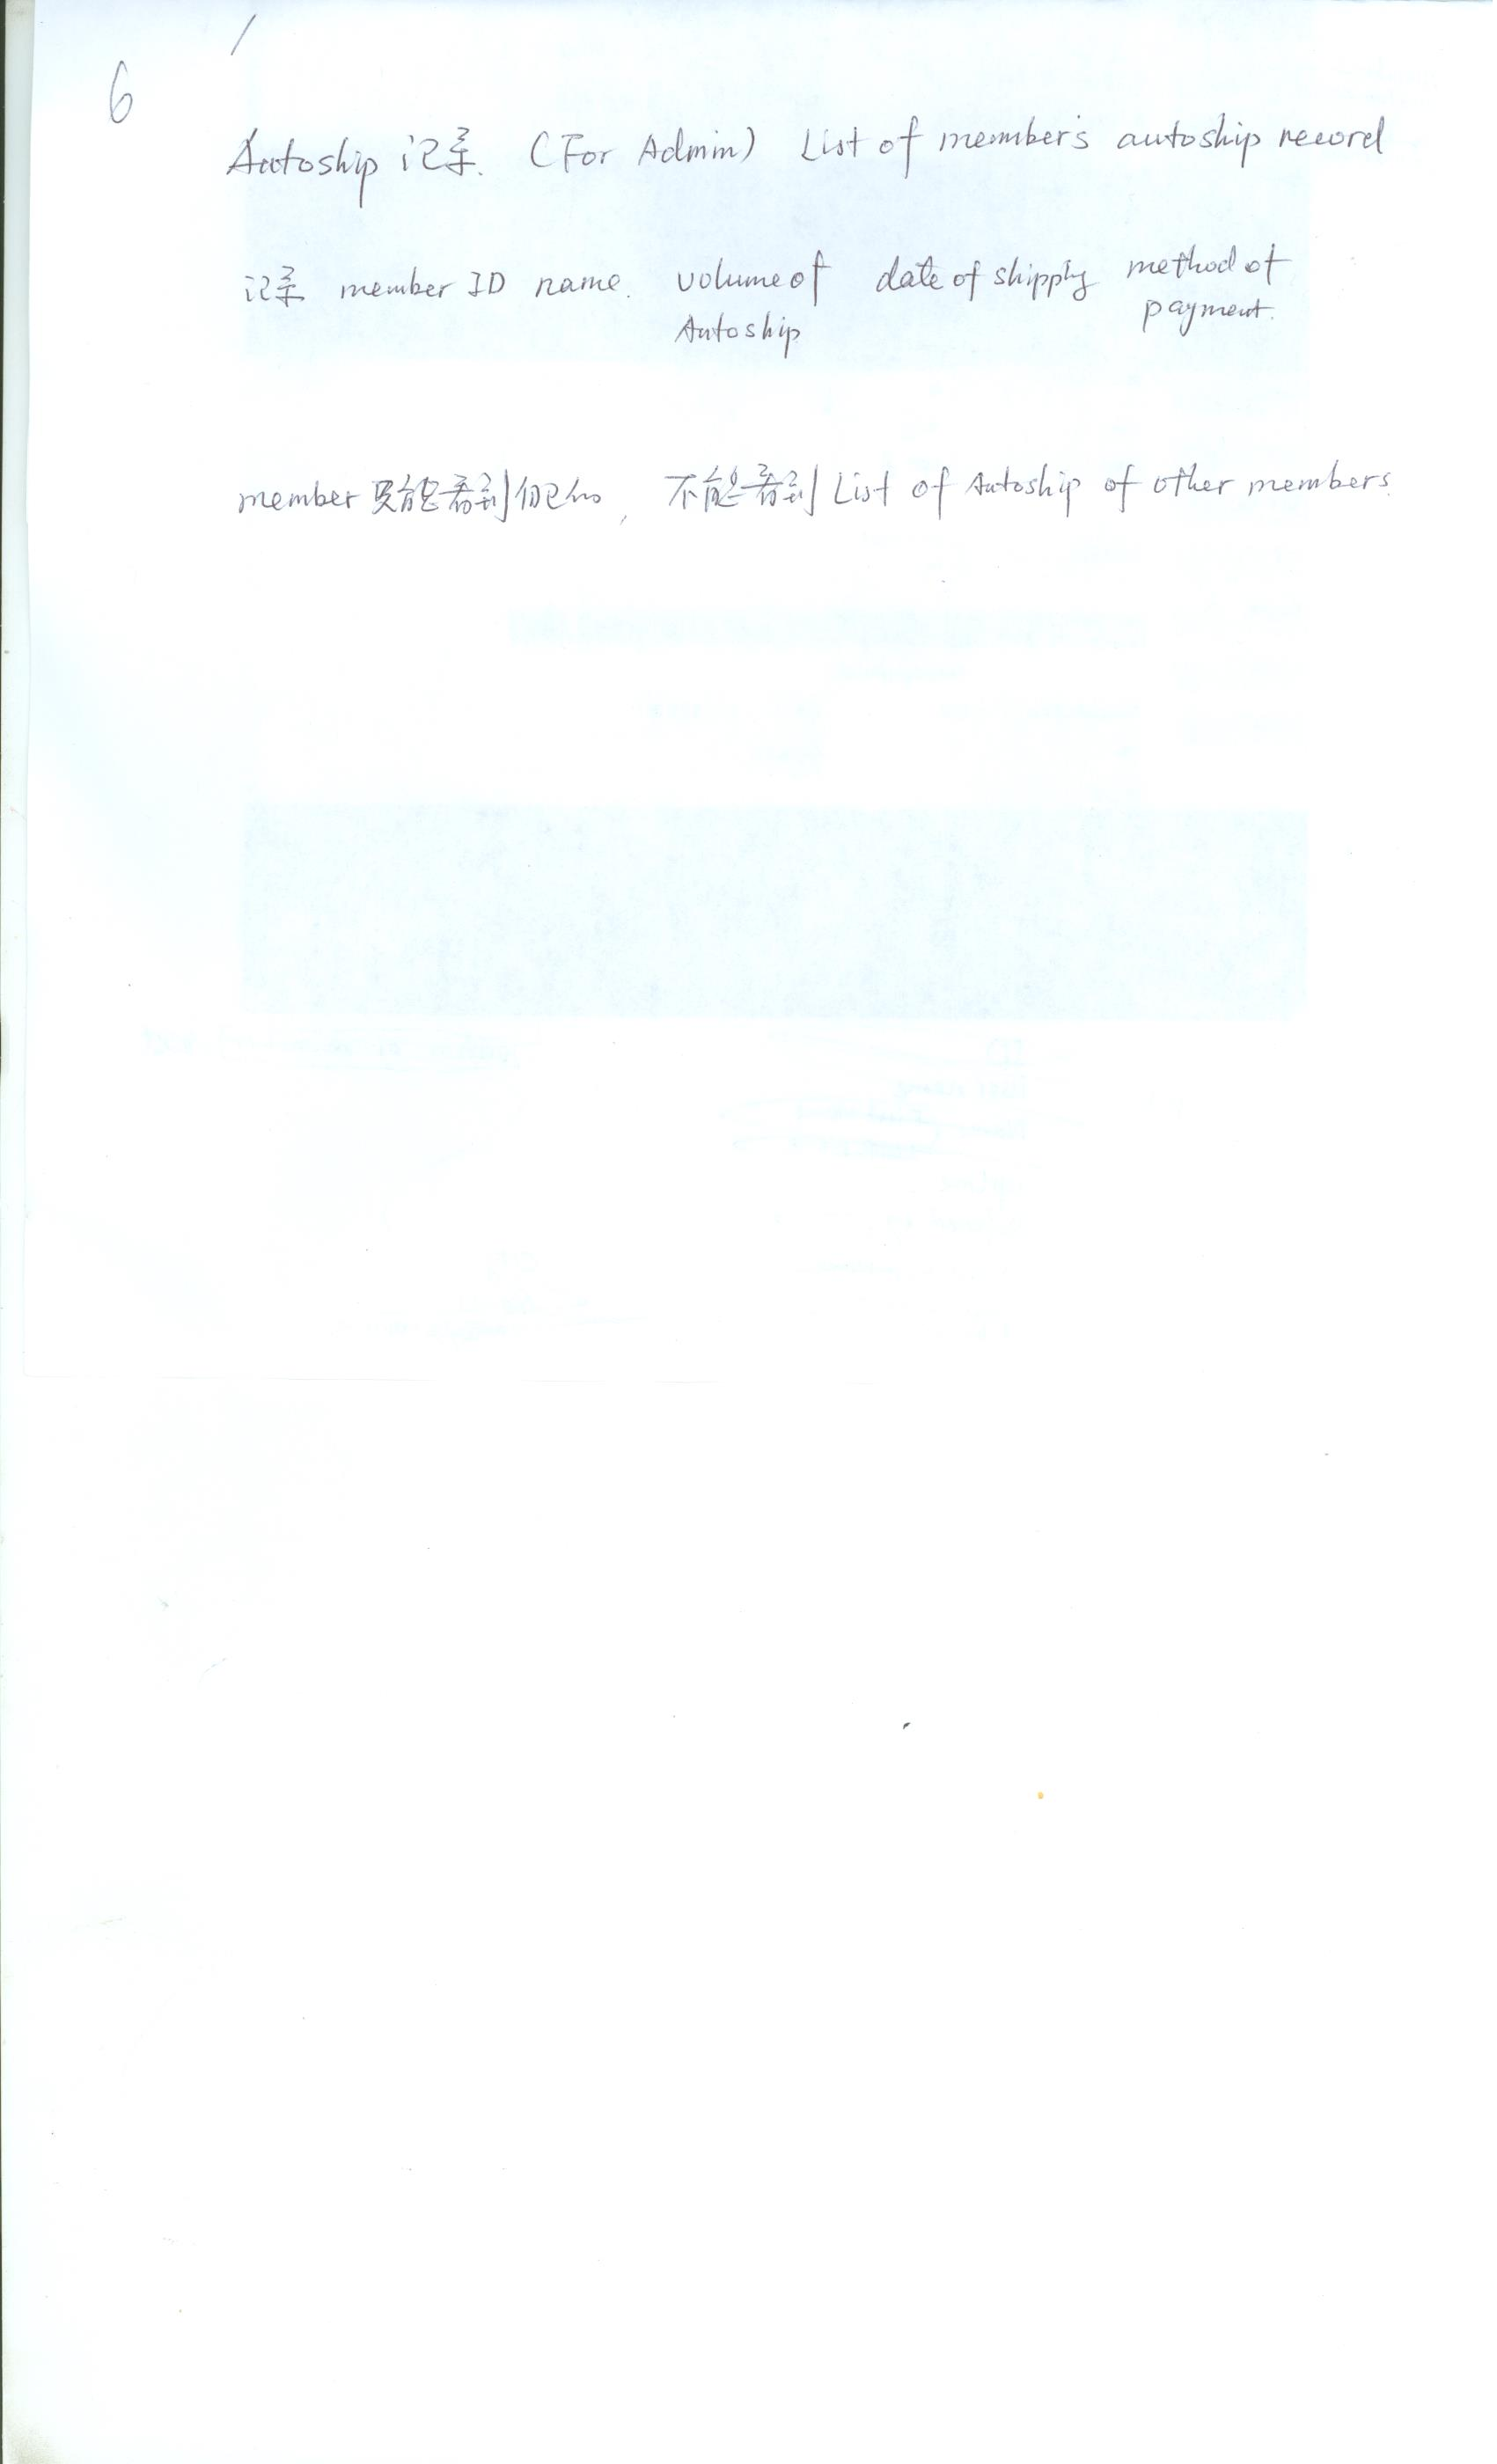 6
Autoship 记录. (For Admin) List of member's autoship record
记录 member ID name. volume of date of shipply method of
Autoship payment.
member 只能看到自己的, 不能看到 List of Autoship of other members.